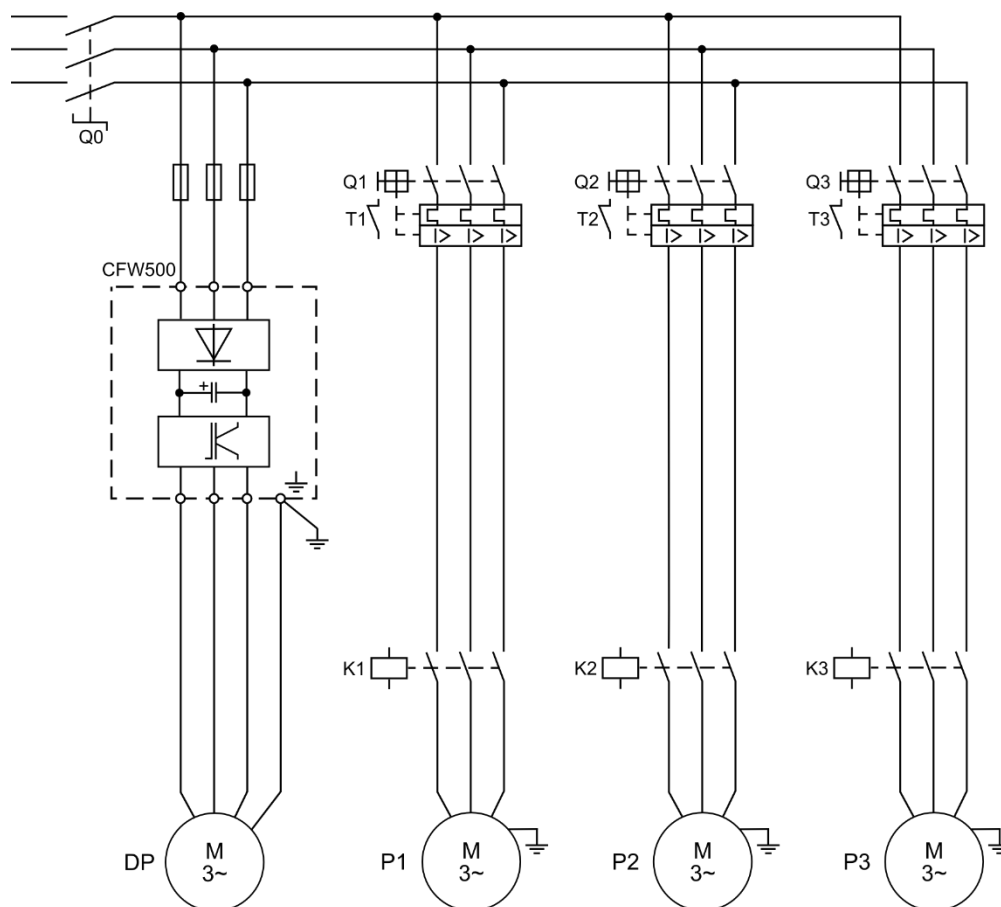 Q0
Q1
Q2
Q3
T1
T2
T3
I> I> I>
I> I> I>
I> I> I>
CFW500
+
K1
K2
K3
DP
M
3~
P1
M
3~
P2
M
3~
P3
M
3~